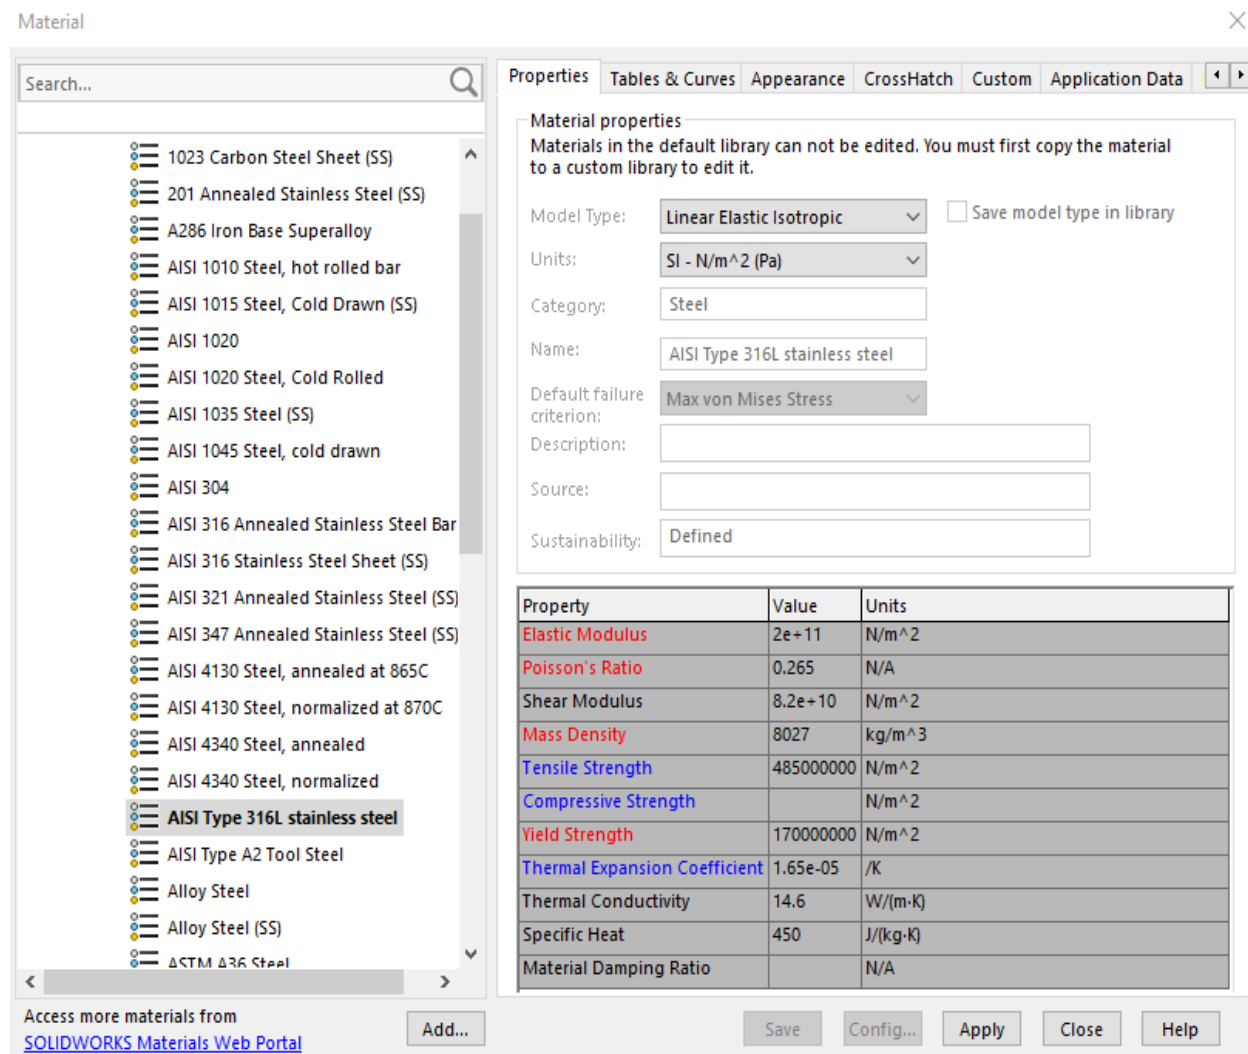 Material
Search...
1023 Carbon Steel Sheet (SS)
201 Annealed Stainless Steel (SS)
A286 Iron Base Superalloy
AISI 1010 Steel, hot rolled bar
AISI 1015 Steel, Cold Drawn (SS)
AISI 1020
AISI 1020 Steel, Cold Rolled
AISI 1035 Steel (SS)
AISI 1045 Steel, cold drawn
AISI 304
AISI 316 Annealed Stainless Steel Bar
AISI 316 Stainless Steel Sheet (SS)
AISI 321 Annealed Stainless Steel (SS)
AISI 347 Annealed Stainless Steel (SS)
AISI 4130 Steel, annealed at 865C
AISI 4130 Steel, normalized at 870C
AISI 4340 Steel, annealed
AISI 4340 Steel, normalized
AISI Type 316L stainless steel
AISI Type A2 Tool Steel
Alloy Steel
Alloy Steel (SS)
ASTM A36 Steel
Access more materials from
SOLIDWORKS Materials Web Portal
Add...
Properties Tables & Curves Appearance CrossHatch Custom Application Data
Material properties
Materials in the default library can not be edited. You must first copy the material
to a custom library to edit it.
Model Type: Linear Elastic Isotropic Save model type in library
Units: SI - N/m^2 (Pa)
Category: Steel
Name: AISI Type 316L stainless steel
Default failure
criterion: Max von Mises Stress
Description:
Source:
Sustainability: Defined
Property Value Units
Elastic Modulus 2e+11 N/m^2
Poisson's Ratio 0.265 N/A
Shear Modulus 8.2e+10 N/m^2
Mass Density 8027 kg/m^3
Tensile Strength 485000000 N/m^2
Compressive Strength N/m^2
Yield Strength 170000000 N/m^2
Thermal Expansion Coefficient 1.65e-05 /K
Thermal Conductivity 14.6 W/(m·K)
Specific Heat 450 J/(kg·K)
Material Damping Ratio N/A
Save Config... Apply Close Help